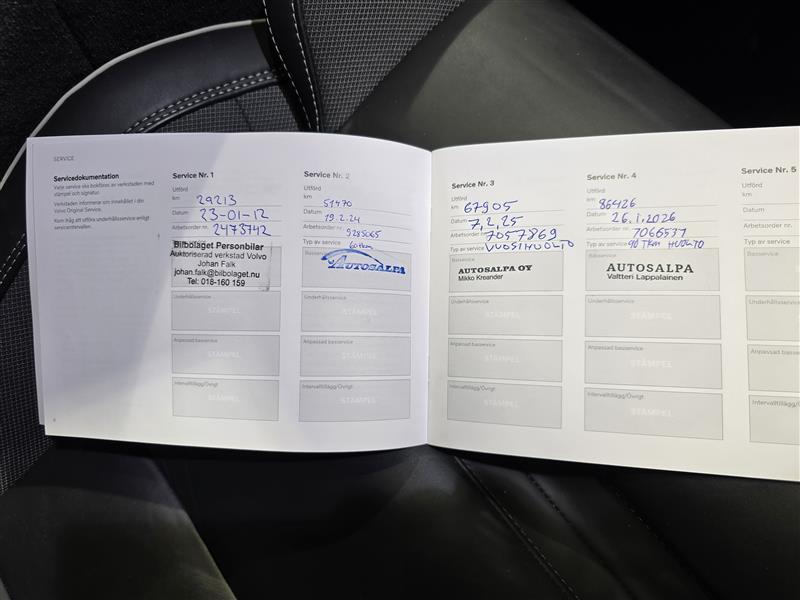 SERVICE
Servicedokumentation
Varje service ska bokföras av verkstaden med
stämpel och signatur.
Verkstaden informerar om innehållet i din
Volvo Original Service.
Kom ihåg att utföra underhållsservice enligt
serviceintervallen.
Service Nr. 1
Utförd
km 29213
Datum 23-01-12
Arbetsorder nr. 2473742
Bilbolaget Personbilar
Auktoriserad verkstad Volvo
Johan Falk
johan.falk@bilbolaget.nu
Tel: 018-160 159
Underhållsservice
STÄMPEL
Anpassad basservice
STÄMPEL
Intervalltillägg/Övrigt
STÄMPEL
Service Nr. 2
Utförd
km 51470
Datum 19.2.24
Arbetsorder nr. 9285065
Typ av service 60tkm
AUTOSALPA
Underhållsservice
STÄMPEL
Anpassad basservice
STÄMPEL
Intervalltillägg/Övrigt
STÄMPEL
Service Nr. 3
Utförd
km 67905
Datum 7.2.25
Arbetsorder nr. 7057869
Typ av service VUOSIHUOLTO
Basservice
AUTOSALPA OY
Mikko Kreander
Underhållsservice
STÄMPEL
Anpassad basservice
STÄMPEL
Intervalltillägg/Övrigt
STÄMPEL
Service Nr. 4
Utförd
km 86426
Datum 26.1.2026
Arbetsorder nr. 7066537
Typ av service 90 TKM HUOLTO
Basservice
AUTOSALPA
Valtteri Lappalainen
Underhållsservice
STÄMPEL
Anpassad basservice
STÄMPEL
Intervalltillägg/Övrigt
STÄMPEL
Service Nr. 5
Utförd
km
Datum
Arbetsorder nr.
Typ av service
Basservice
Underhållsservice
Anpassad basservice
Intervalltillägg/Övrigt